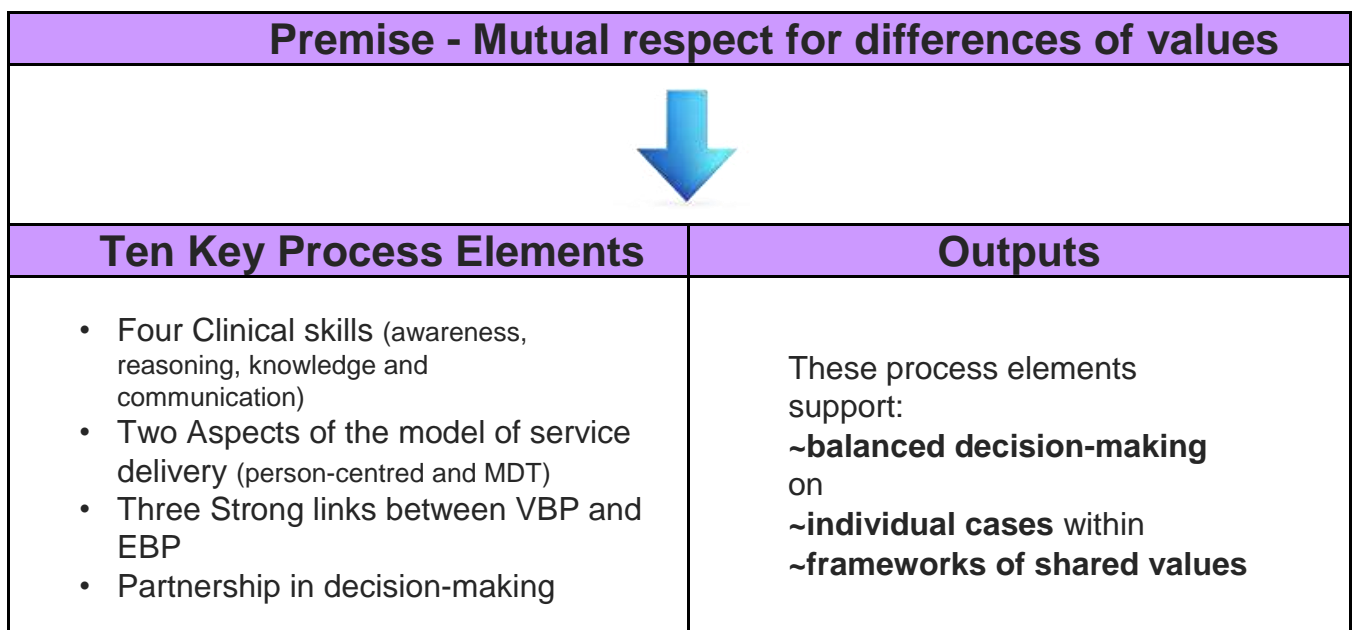 Premise - Mutual respect for differences of values
Ten Key Process Elements
• Four Clinical skills (awareness,
reasoning, knowledge and
communication)
• Two Aspects of the model of service
delivery (person-centred and MDT)
• Three Strong links between VBP and
EBP
• Partnership in decision-making
Outputs
These process elements
support:
~balanced decision-making
on
~individual cases within
~frameworks of shared values